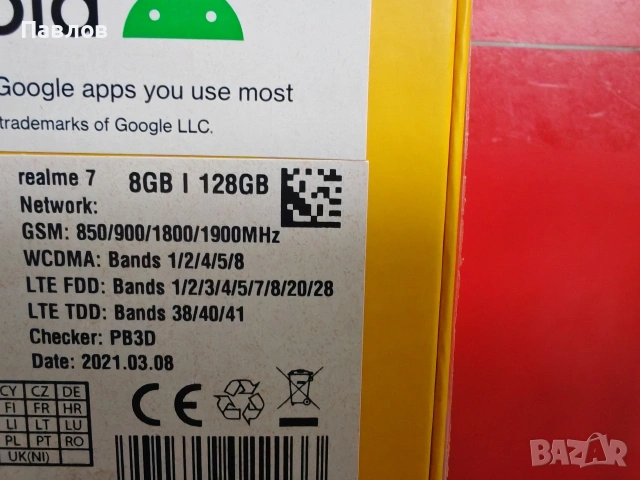 Павлов
oid
Google apps you use most
trademarks of Google LLC.
realme 7 8GB | 128GB
Network:
GSM: 850/900/1800/1900MHz
WCDMA: Bands 1/2/4/5/8
LTE FDD: Bands 1/2/3/4/5/7/8/20/28
LTE TDD: Bands 38/40/41
Checker: PB3D
Date: 2021.03.08
CY CZ DE
FI FR HR
LI LT LU
PL PT RO
UK(NI)
CE
BAZAR